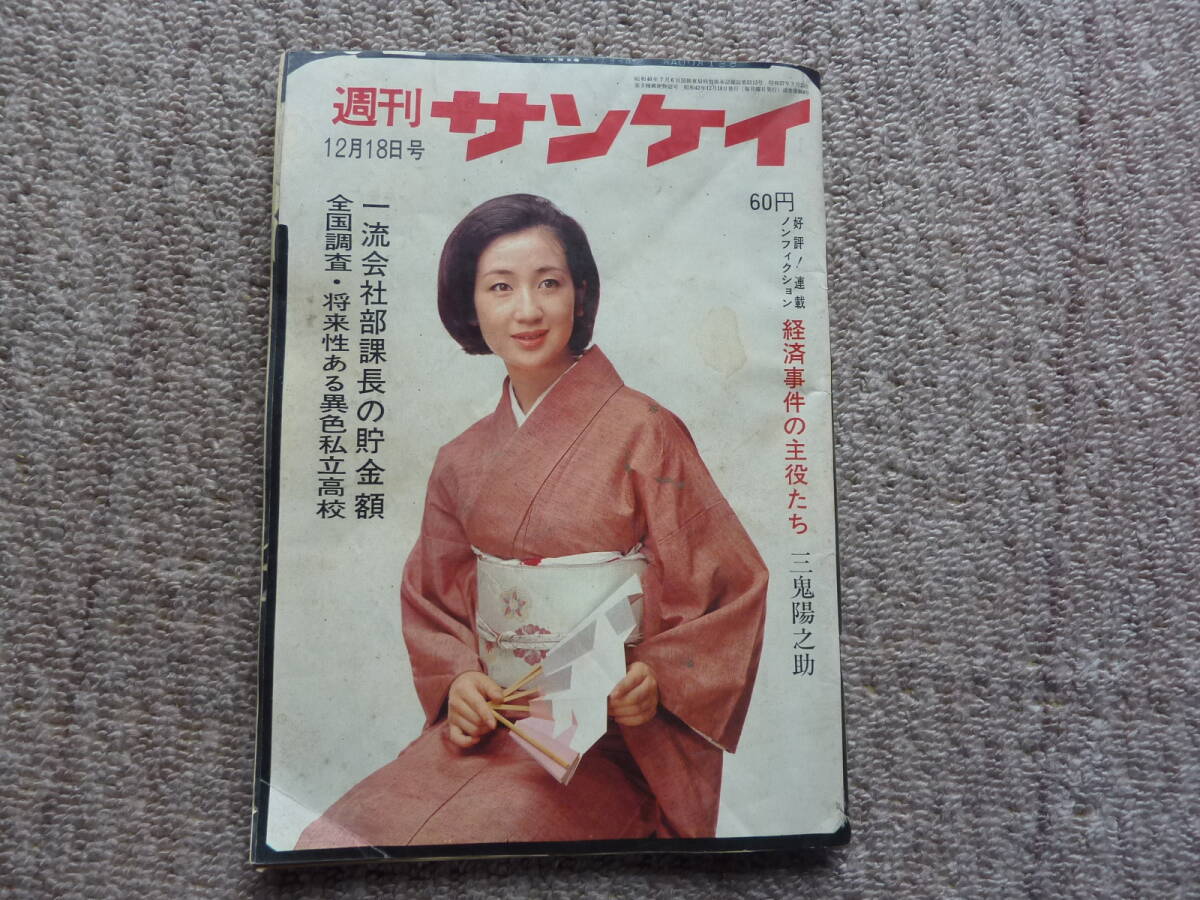 週刊
サンケイ
12月18日号
60円
好評!連載
ノンフィクション
経済事件の主役たち
三鬼陽之助
一流会社部課長の貯金額
全国調査・将来性ある異色私立高校